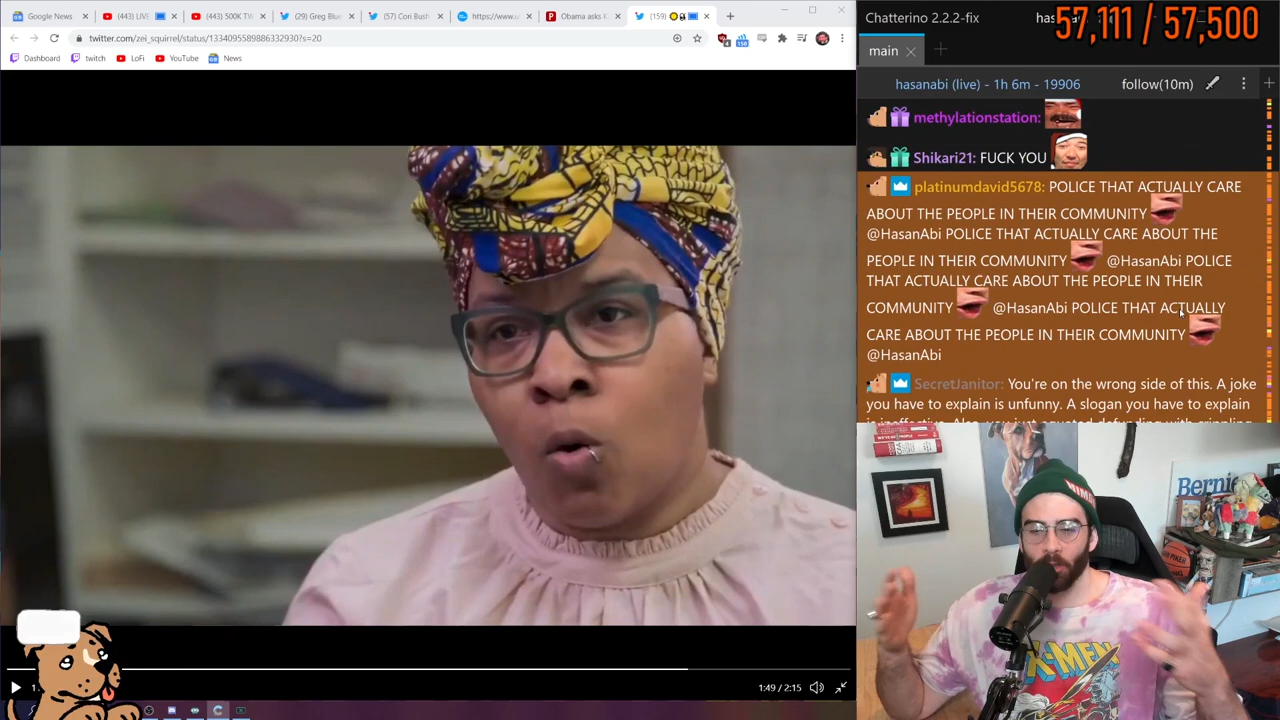 Google News
(443) LIVE
(443) 500K TW
(29) Greg Blue
(57) Cori Bush
https://www.u
Obama asks K
(159)
twitter.com/zei_squirrel/status/1334095589886332930?s=20
158
Dashboard
twitch
LoFi
YouTube
News
1:49 / 2:15
Chatterino 2.2.2-fix
57,111 / 57,500
main
hasanabi (live) - 1h 6m - 19906
follow(10m)
methylationstation:
Shikari21: FUCK YOU
platinumdavid5678: POLICE THAT ACTUALLY CARE
ABOUT THE PEOPLE IN THEIR COMMUNITY
@HasanAbi POLICE THAT ACTUALLY CARE ABOUT THE
PEOPLE IN THEIR COMMUNITY @HasanAbi POLICE
THAT ACTUALLY CARE ABOUT THE PEOPLE IN THEIR
COMMUNITY @HasanAbi POLICE THAT ACTUALLY
CARE ABOUT THE PEOPLE IN THEIR COMMUNITY
@HasanAbi
SecretJanitor: You're on the wrong side of this. A joke
you have to explain is unfunny. A slogan you have to explain
Bernie
X-MEN